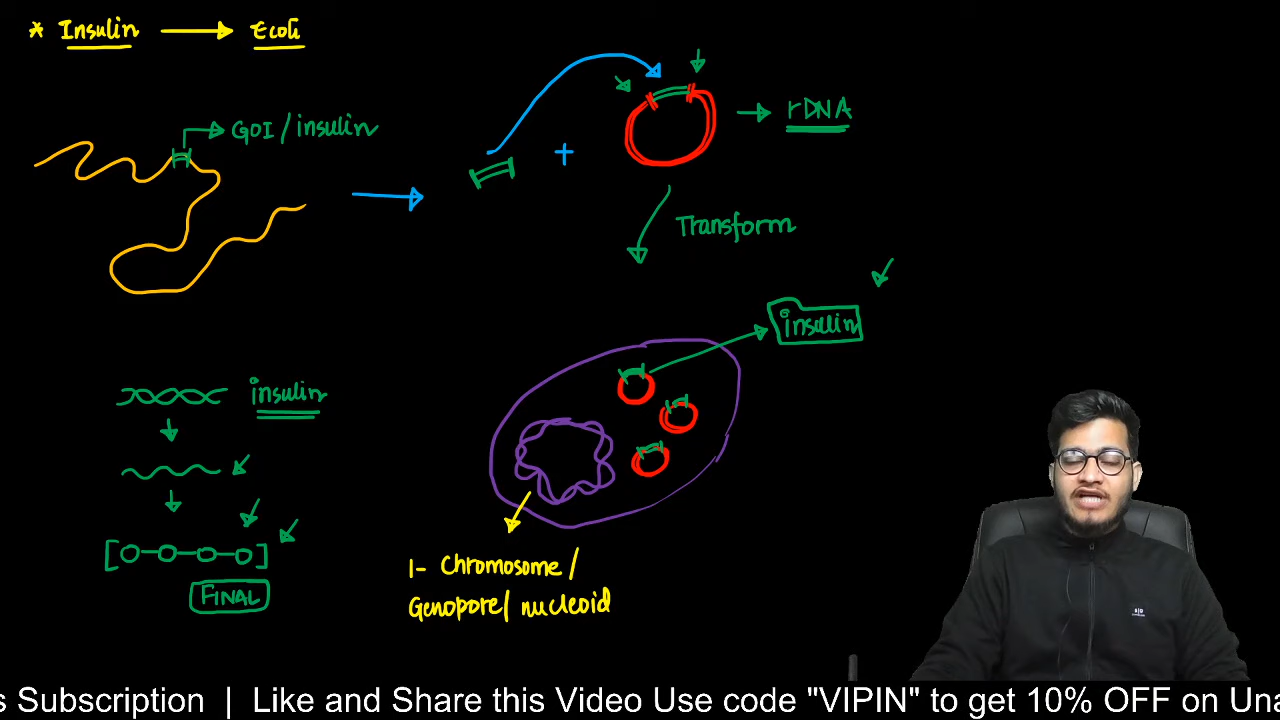 * Insulin → Ecoli
GOI/insulin
+
rDNA
Transform
insulin
insulin
FINAL
1- Chromosome/
Genopore/ nucleoid
s Subscription | Like and Share this Video Use code "VIPIN" to get 10% OFF on Una